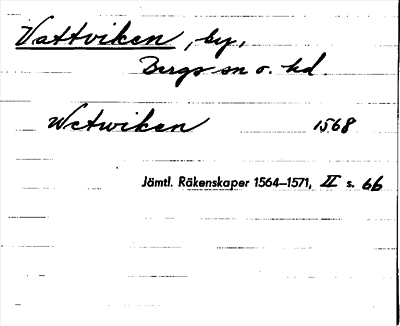 Vattviken, by,
Bergs sn o. hd.
Wetwiken 1568
Jämtl. Räkenskaper 1564–1571, II s. 66